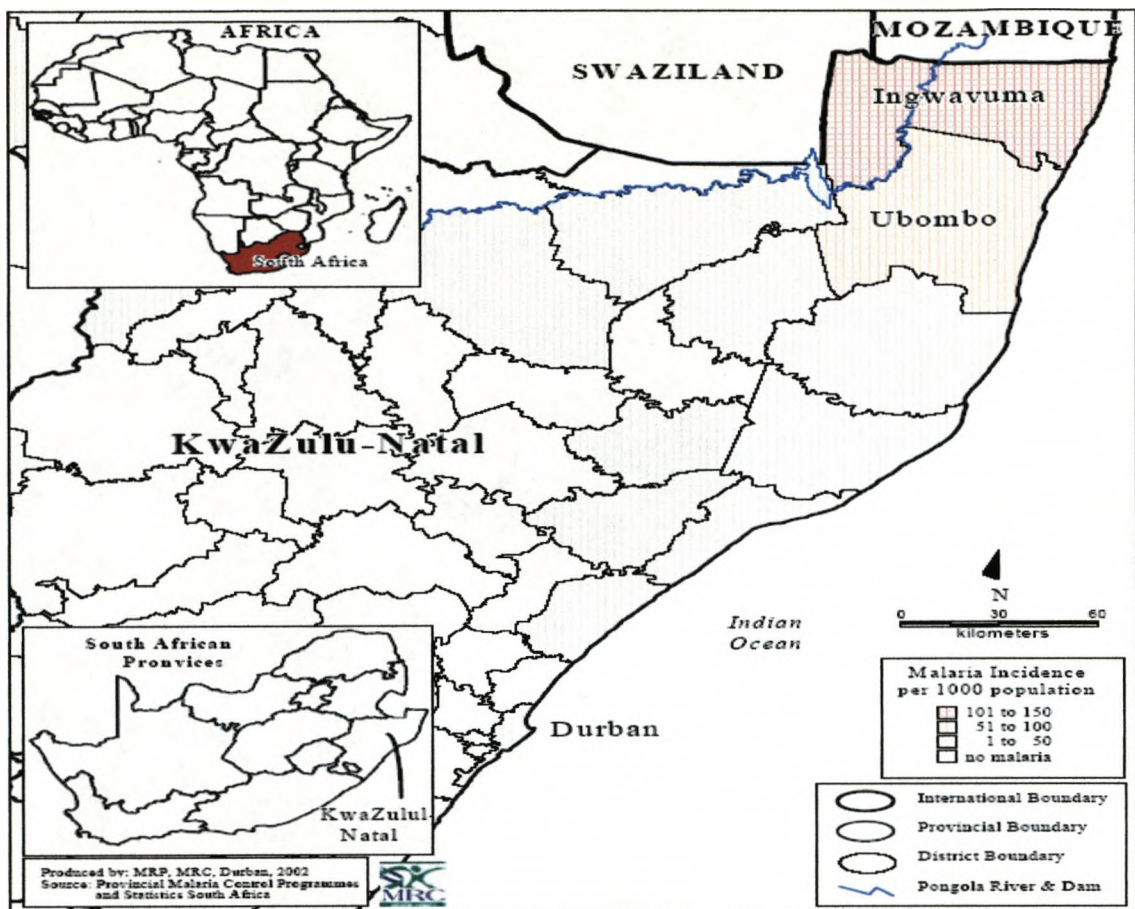 AFRICA
South Africa
SWAZILAND
MOZAMBIQUE
Ingwavuma
Ubombo
KwaZulu-Natal
N
0 30 60
kilometers
Indian
Ocean
Durban
Malaria Incidence
per 1000 population
101 to 150
51 to 100
1 to 50
no malaria
International Boundary
Provincial Boundary
District Boundary
Pongola River & Dam
South African
Pronvices
KwaZulul-
Natal
Produced by: MRP, MRC, Durban, 2002
Source: Provincial Malaria Control Programmes
and Statistics South Africa
MRC